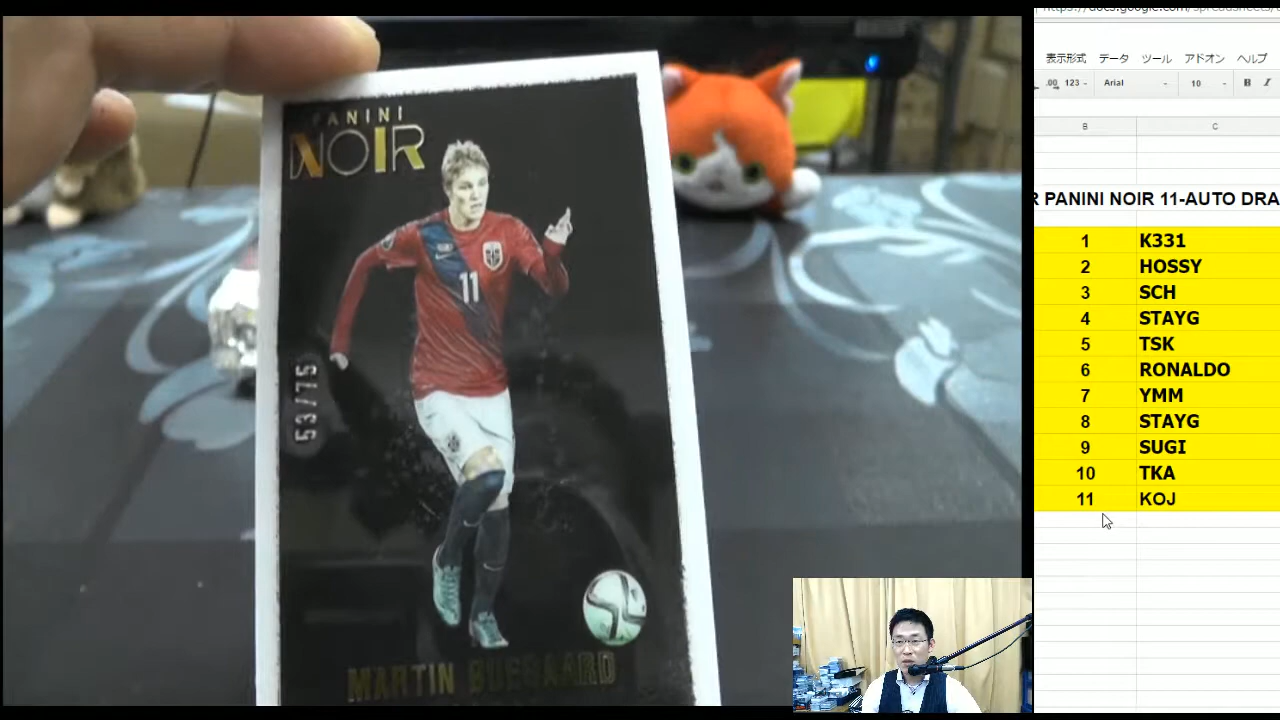 PANINI
NOIR
11
53/75
MARTIN ODEGAARD
表示形式 データ ツール アドオン ヘルプ
.00 123 Arial 10 B I
B C
PANINI NOIR 11-AUTO DRA
1 K331
2 HOSSY
3 SCH
4 STAYG
5 TSK
6 RONALDO
7 YMM
8 STAYG
9 SUGI
10 TKA
11 KOJ